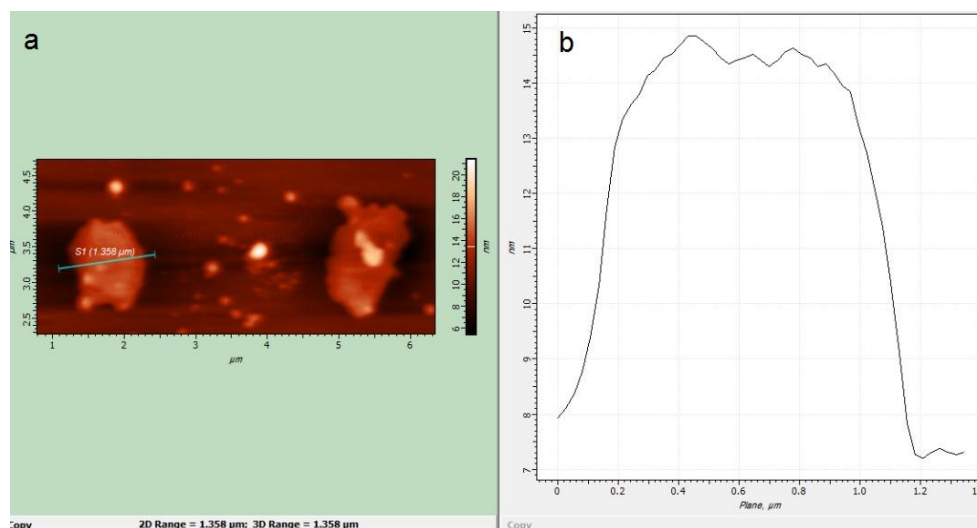 a
4.5
4.0
3.5
3.0
2.5
µm
S1 (1.358 µm)
1 2 3 4 5 6
µm
20
18
16
14
12
10
8
6
nm
nm
Copy 2D Range = 1.358 µm; 3D Range = 1.358 µm
b
15
14
13
12
11
10
9
8
7
nm
0 0.2 0.4 0.6 0.8 1.0 1.2
Plane, µm
Copy